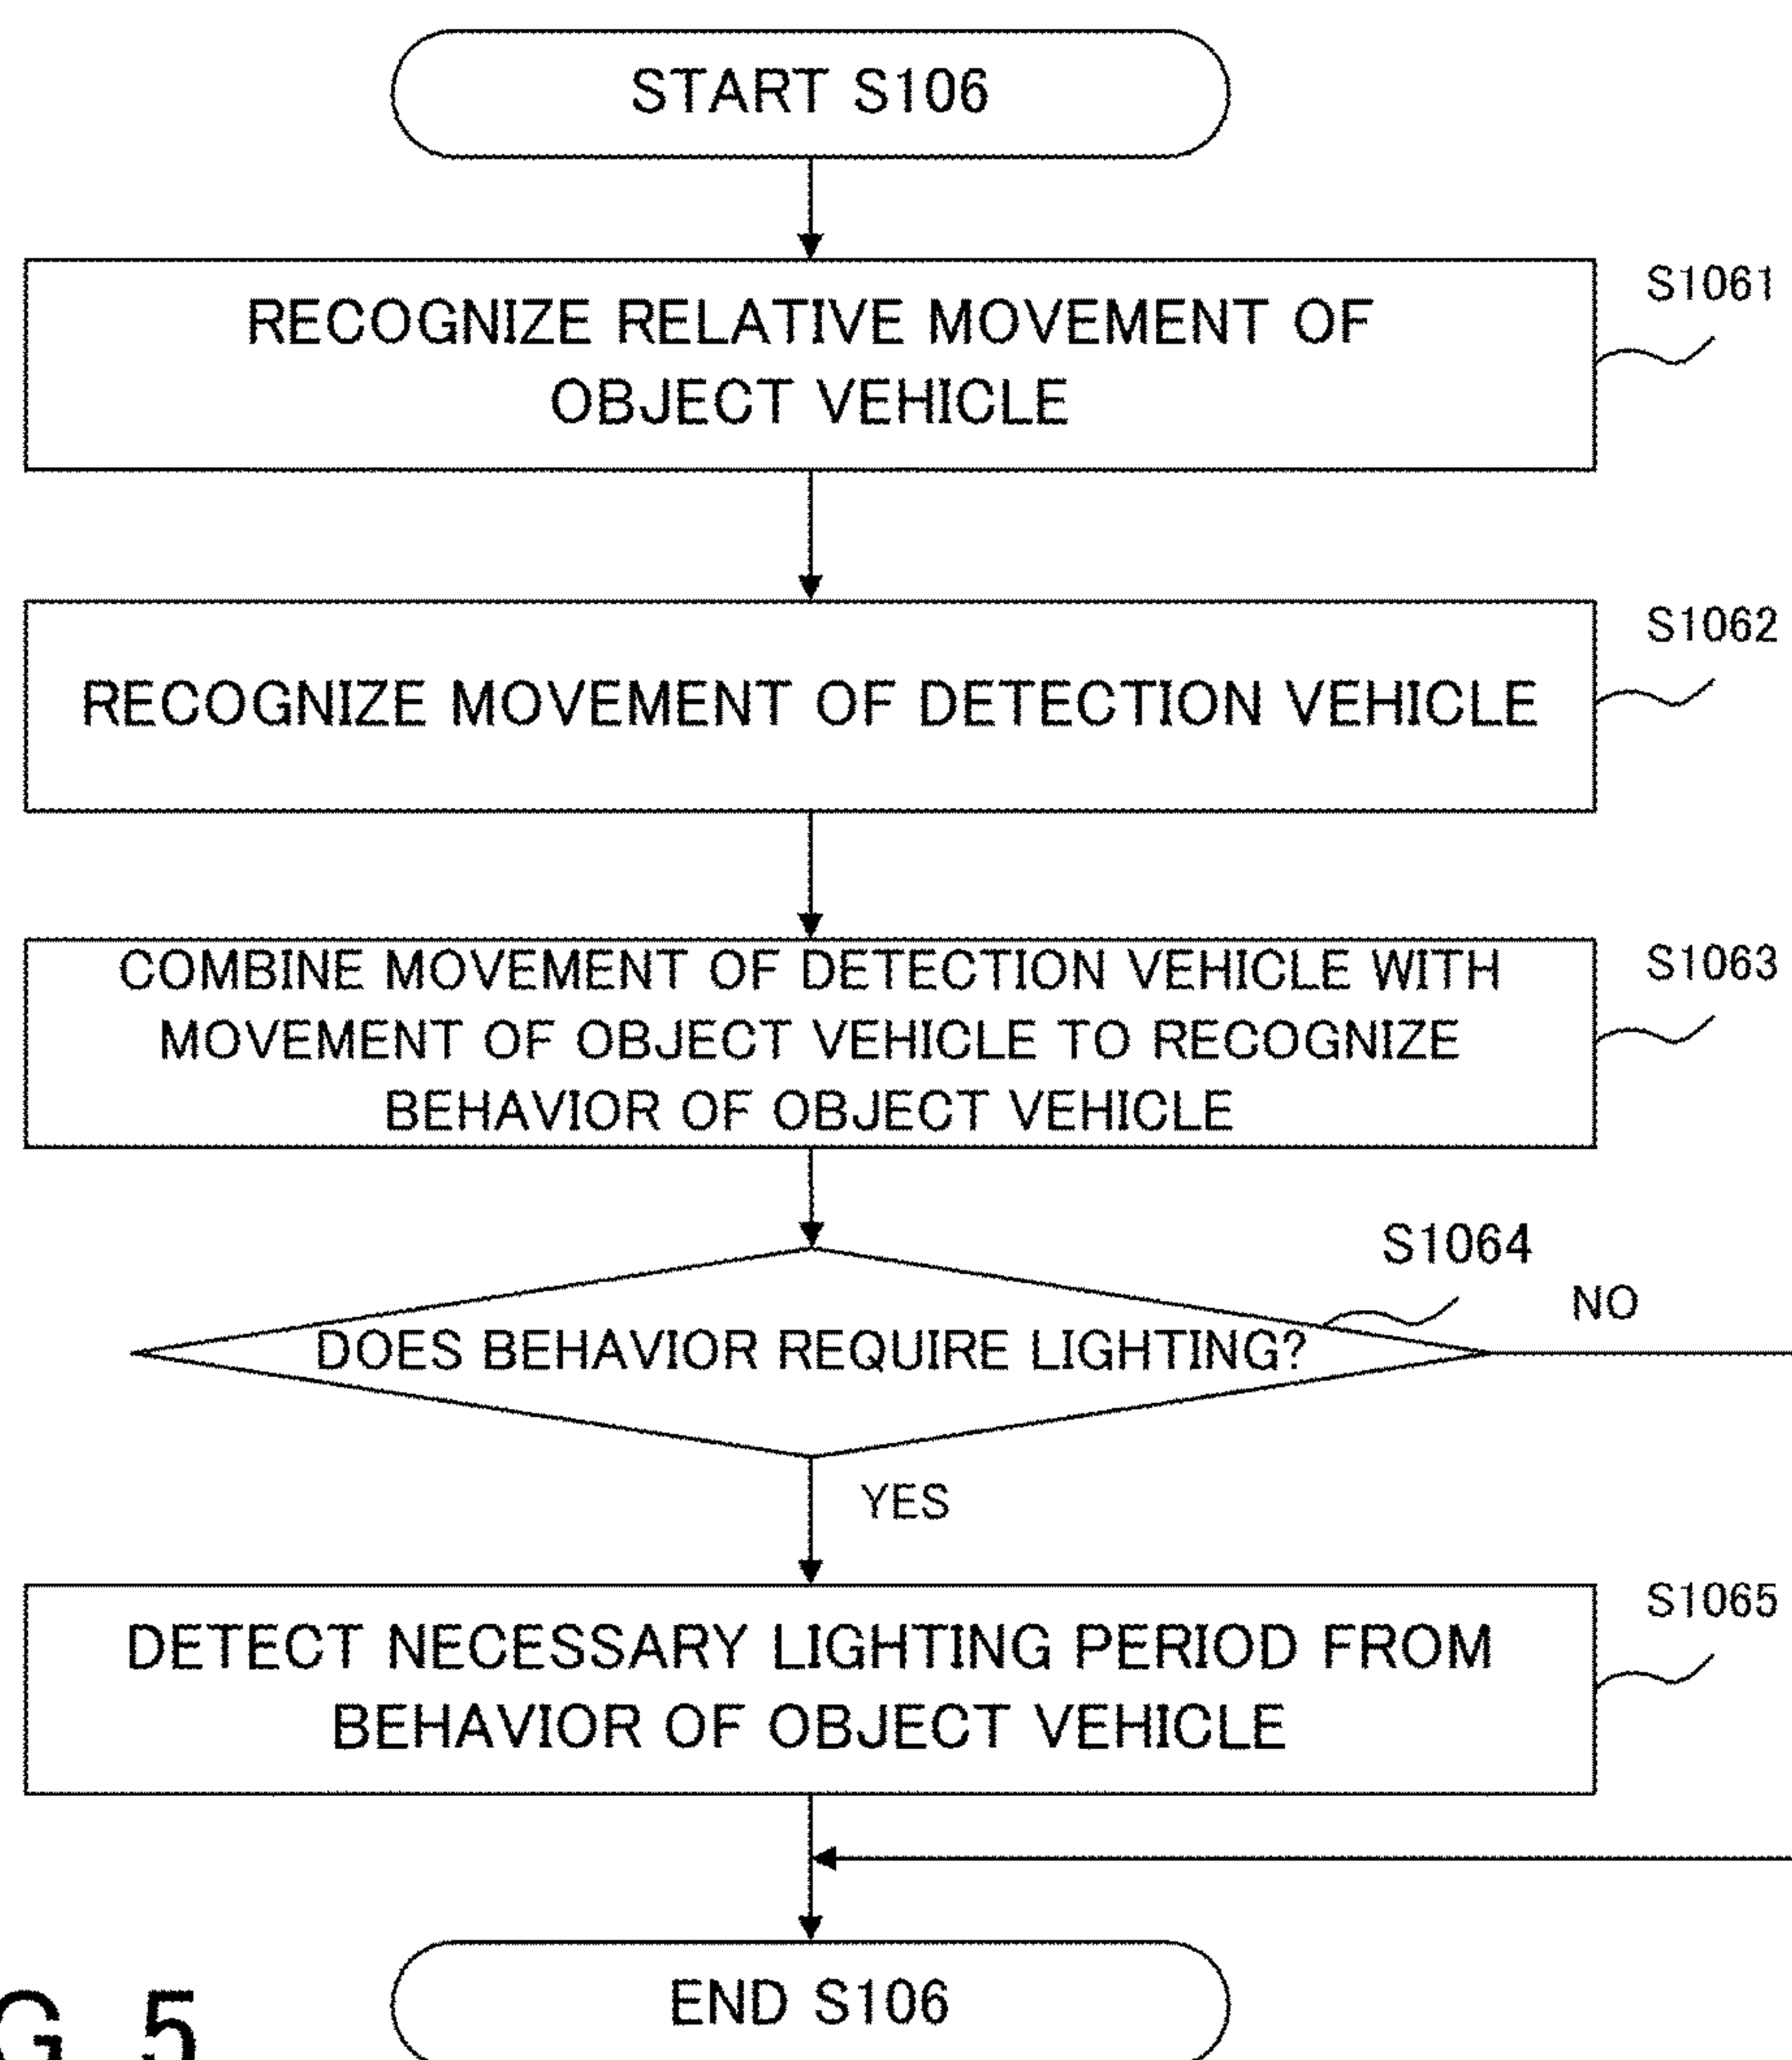 START S106
S1061
RECOGNIZE RELATIVE MOVEMENT OF
OBJECT VEHICLE
S1062
RECOGNIZE MOVEMENT OF DETECTION VEHICLE
S1063
COMBINE MOVEMENT OF DETECTION VEHICLE WITH
MOVEMENT OF OBJECT VEHICLE TO RECOGNIZE
BEHAVIOR OF OBJECT VEHICLE
S1064
NO
DOES BEHAVIOR REQUIRE LIGHTING?
YES
S1065
DETECT NECESSARY LIGHTING PERIOD FROM
BEHAVIOR OF OBJECT VEHICLE
END S106
G 5